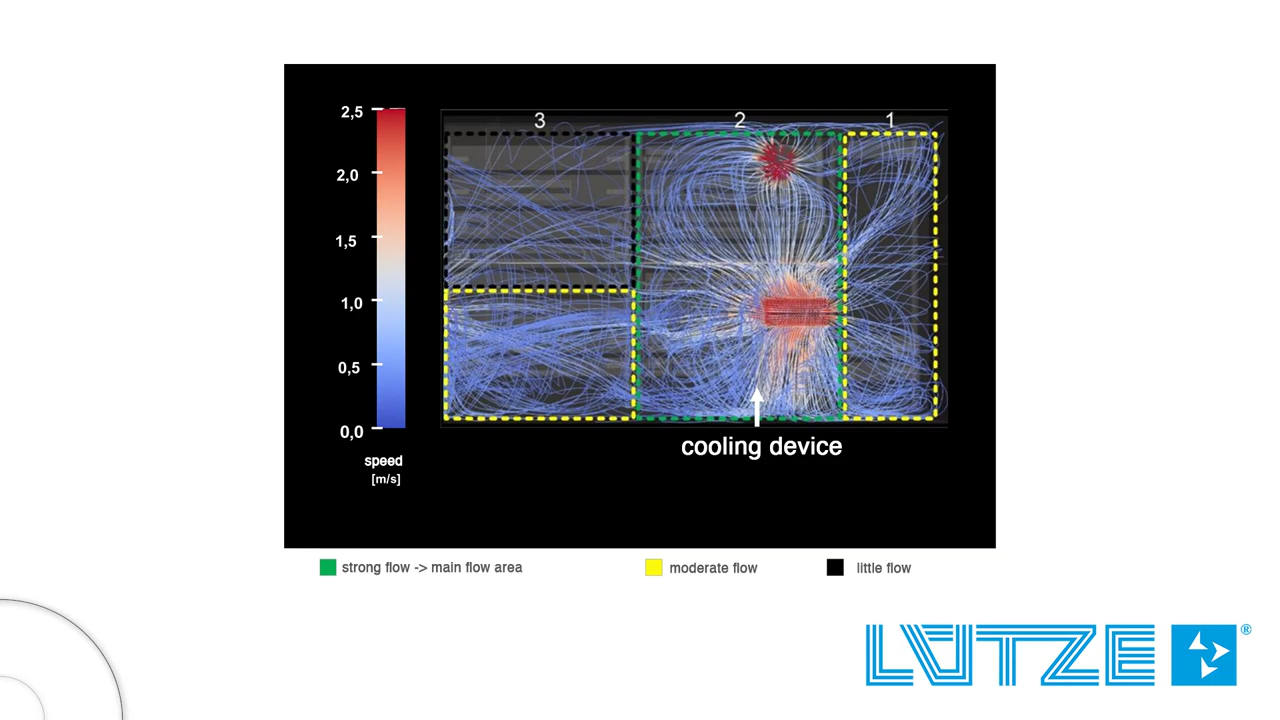 3
2
1
2,5
2,0
1,5
1,0
0,5
0,0
speed
[m/s]
cooling device
strong flow -> main flow area
moderate flow
little flow
LÜTZE ®